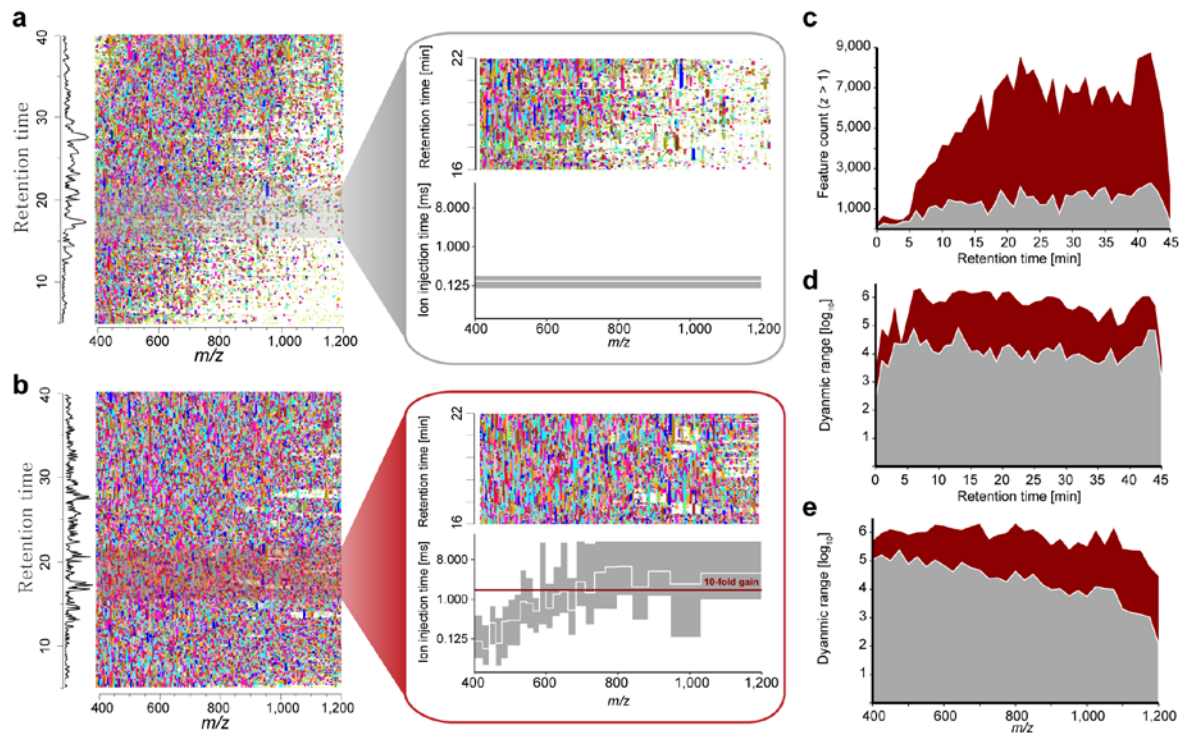 a
Retention time
40
30
20
10
400 600 800 1,000 1,200
m/z
Retention time [min]
22
16
Ion injection time [ms]
8.000
1.000
0.125
400 600 800 1,000 1,200
m/z
b
Retention time
40
30
20
10
400 600 800 1,000 1,200
m/z
Retention time [min]
22
16
Ion injection time [ms]
8.000
1.000
0.125
10-fold gain
400 600 800 1,000 1,200
m/z
c
Feature count (z > 1)
9,000
7,000
5,000
3,000
1,000
0 5 10 15 20 25 30 35 40 45
Retention time [min]
d
Dyanmic range [log10]
6
5
4
3
2
1
0 5 10 15 20 25 30 35 40 45
Retention time [min]
e
Dyanmic range [log10]
6
5
4
3
2
1
400 600 800 1,000 1,200
m/z